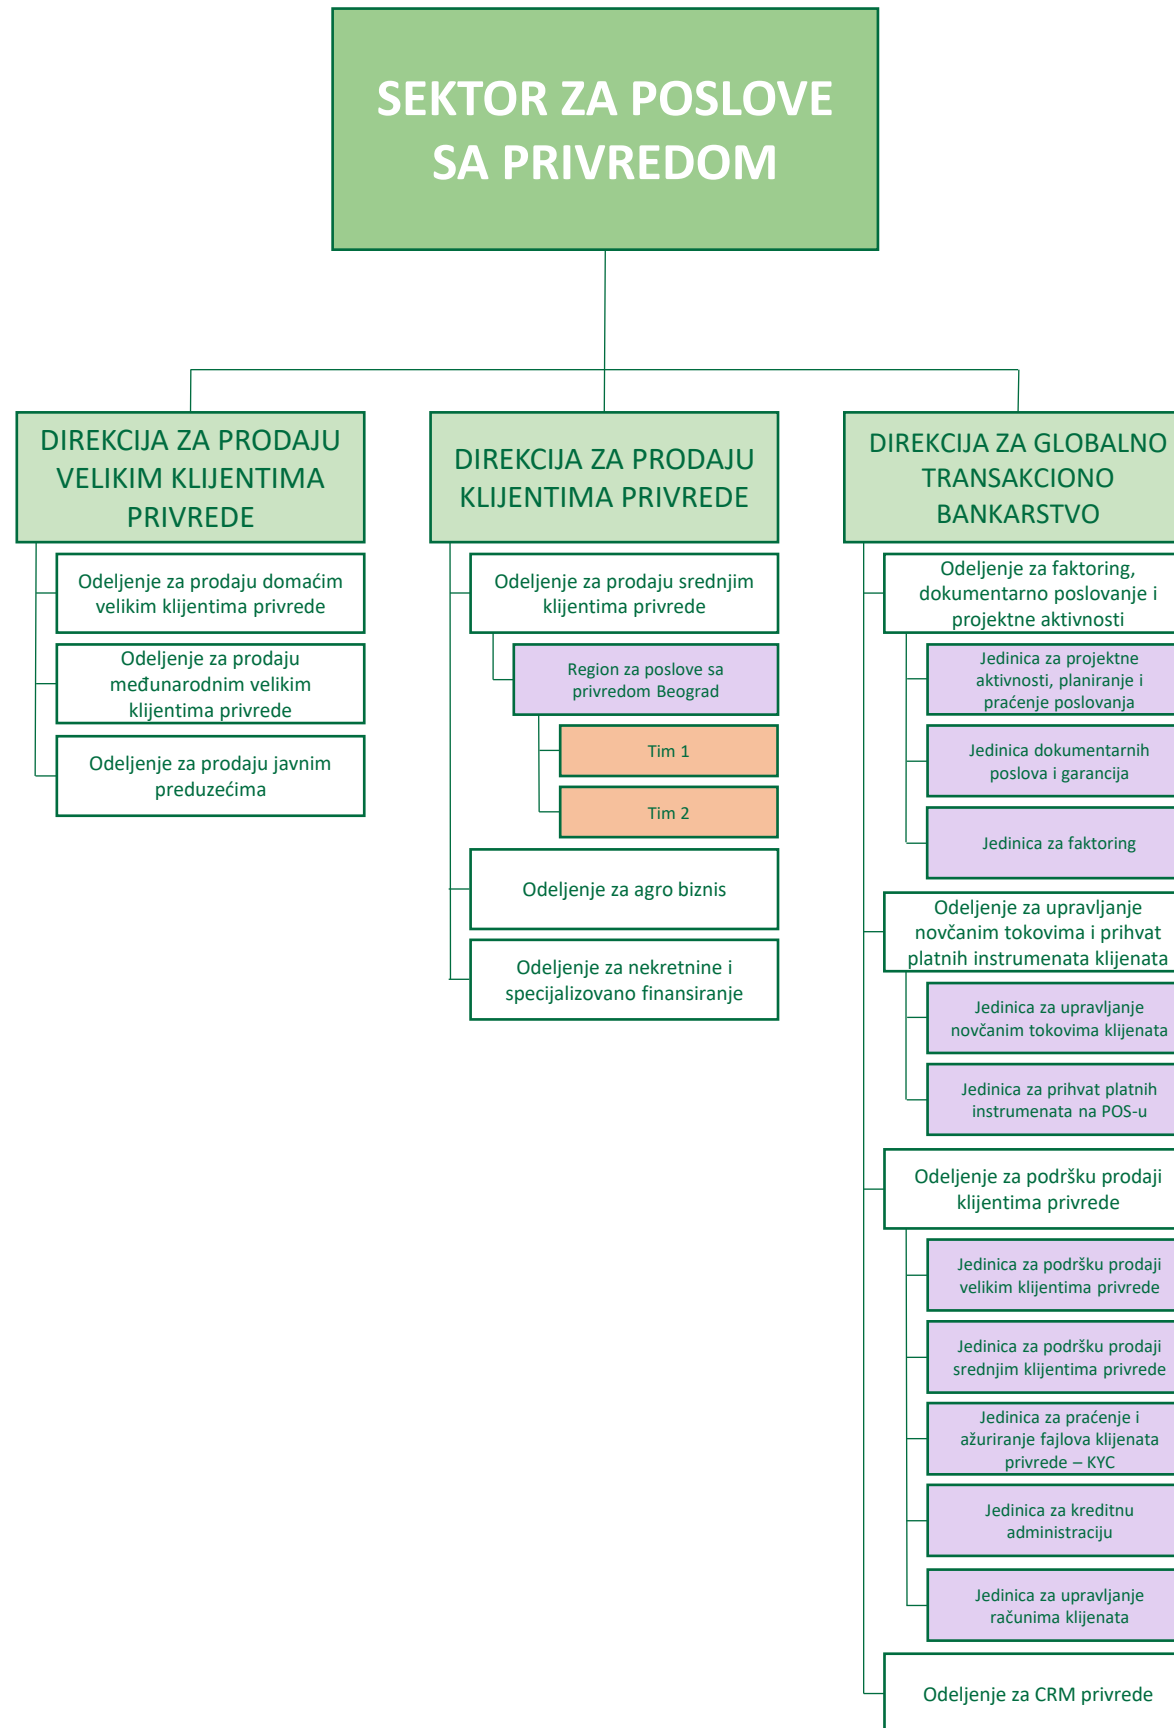 SEKTOR ZA POSLOVE
SA PRIVREDOM
DIREKCIJA ZA PRODAJU
VELIKIM KLIJENTIMA
PRIVREDE
Odeljenje za prodaju domaćim
velikim klijentima privrede
Odeljenje za prodaju
međunarodnim velikim
klijentima privrede
Odeljenje za prodaju javnim
preduzećima
DIREKCIJA ZA PRODAJU
KLIJENTIMA PRIVREDE
Odeljenje za prodaju srednjim
klijentima privrede
Region za poslove sa
privredom Beograd
Tim 1
Tim 2
Odeljenje za agro biznis
Odeljenje za nekretnine i
specijalizovano finansiranje
DIREKCIJA ZA GLOBALNO
TRANSAKCIONO
BANKARSTVO
Odeljenje za faktoring,
dokumentarno poslovanje i
projektne aktivnosti
Jedinica za projektne
aktivnosti, planiranje i
praćenje poslovanja
Jedinica dokumentarnih
poslova i garancija
Jedinica za faktoring
Odeljenje za upravljanje
novčanim tokovima i prihvat
platnih instrumenata klijenata
Jedinica za upravljanje
novčanim tokovima klijenata
Jedinica za prihvat platnih
instrumenata na POS-u
Odeljenje za podršku prodaji
klijentima privrede
Jedinica za podršku prodaji
velikim klijentima privrede
Jedinica za podršku prodaji
srednjim klijentima privrede
Jedinica za praćenje i
ažuriranje fajlova klijenata
privrede – KYC
Jedinica za kreditnu
administraciju
Jedinica za upravljanje
računima klijenata
Odeljenje za CRM privrede